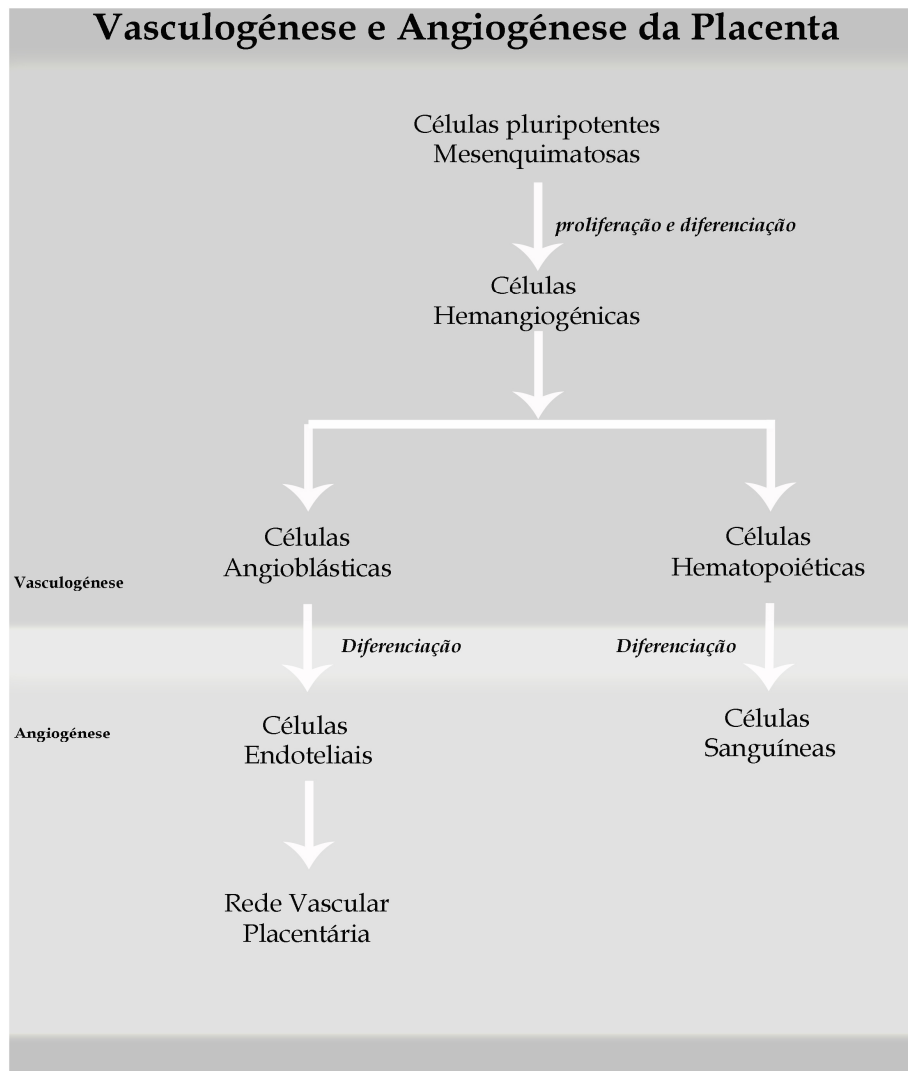 Vasculogénese e Angiogénese da Placenta
Células pluripotentes
Mesenquimatosas
proliferação e diferenciação
Células
Hemangiogénicas
Células
Angioblásticas
Células
Hematopoiéticas
Vasculogénese
Diferenciação
Diferenciação
Angiogénese
Células
Endoteliais
Células
Sanguíneas
Rede Vascular
Placentária